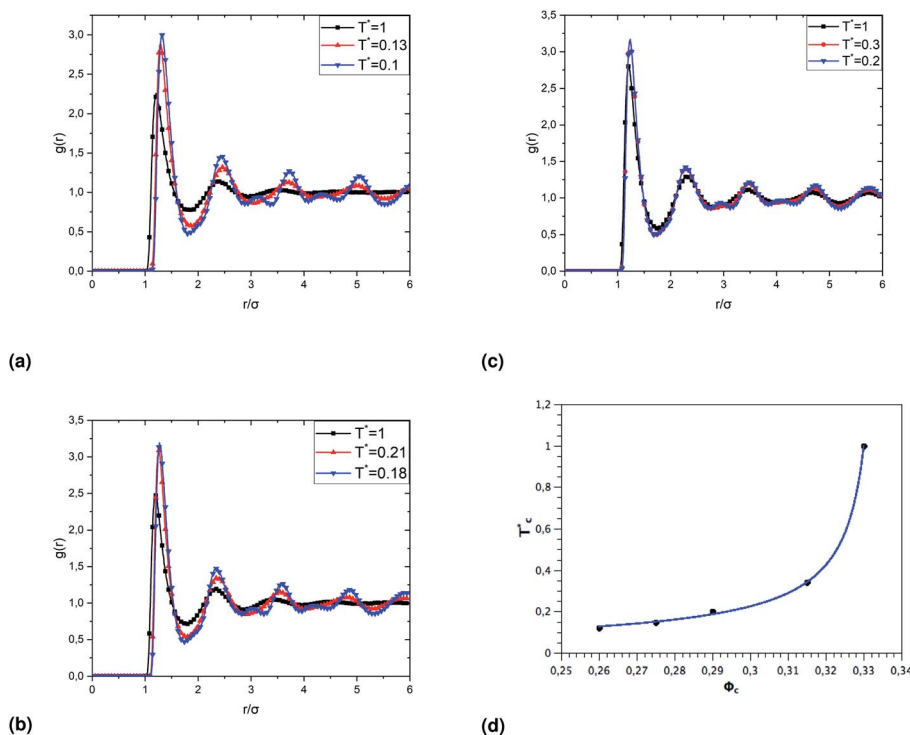 T*=1
T*=0.13
T*=0.1
3,0
2,5
2,0
1,5
1,0
0,5
0,0
g(r)
0 1 2 3 4 5 6
r/σ
(a)
T*=1
T*=0.3
T*=0.2
3,5
3,0
2,5
2,0
1,5
1,0
0,5
0,0
g(r)
0 1 2 3 4 5 6
r/σ
(c)
T*=1
T*=0.21
T*=0.18
3,5
3,0
2,5
2,0
1,5
1,0
0,5
0,0
g(r)
0 1 2 3 4 5 6
r/σ
(b)
1,2
1
0,8
0,6
0,4
0,2
0
T*c
0,25 0,26 0,27 0,28 0,29 0,3 0,31 0,32 0,33 0,34
Φc
(d)